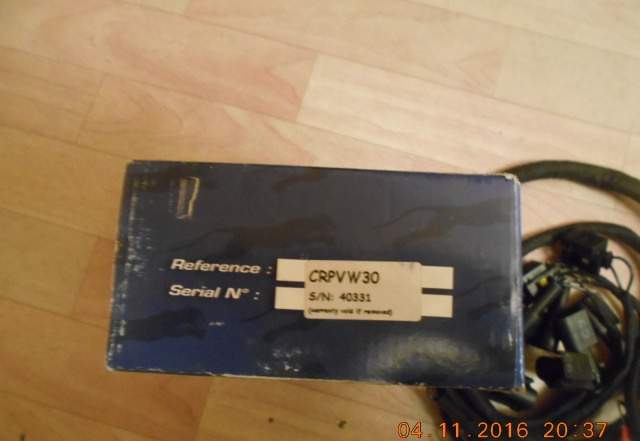 Reference :
CRPVW30
Serial N° :
S/N: 40331
(warranty void if removed)
04.11.2016 20:37